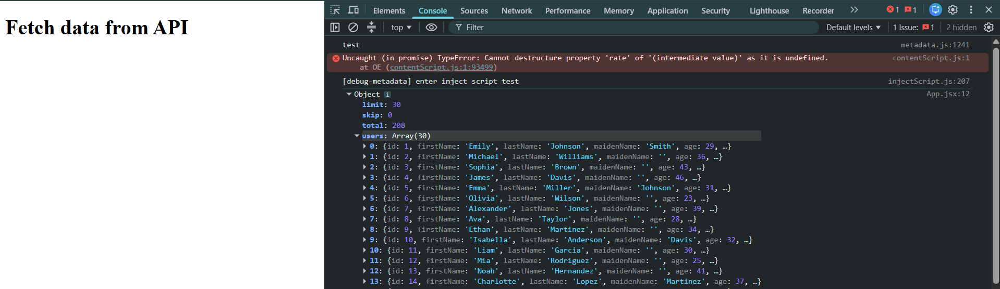 Fetch data from API
Elements Console Sources Network Performance Memory Application Security Lighthouse Recorder 1 1
top Filter Default levels 1 Issue: 1 2 hidden
test metadata.js:1241
Uncaught (in promise) TypeError: Cannot destructure property 'rate' of '(intermediate value)' as it is undefined. contentScript.js:1
at OE (contentScript.js:1:93499)
[debug-metadata] enter inject script test injectScript.js:207
Object i App.jsx:12
limit: 30
skip: 0
total: 208
users: Array(30)
0: {id: 1, firstName: 'Emily', lastName: 'Johnson', maidenName: 'Smith', age: 29, …}
1: {id: 2, firstName: 'Michael', lastName: 'Williams', maidenName: '', age: 36, …}
2: {id: 3, firstName: 'Sophia', lastName: 'Brown', maidenName: '', age: 43, …}
3: {id: 4, firstName: 'James', lastName: 'Davis', maidenName: '', age: 46, …}
4: {id: 5, firstName: 'Emma', lastName: 'Miller', maidenName: 'Johnson', age: 31, …}
5: {id: 6, firstName: 'Olivia', lastName: 'Wilson', maidenName: '', age: 23, …}
6: {id: 7, firstName: 'Alexander', lastName: 'Jones', maidenName: '', age: 39, …}
7: {id: 8, firstName: 'Ava', lastName: 'Taylor', maidenName: '', age: 28, …}
8: {id: 9, firstName: 'Ethan', lastName: 'Martinez', maidenName: '', age: 34, …}
9: {id: 10, firstName: 'Isabella', lastName: 'Anderson', maidenName: 'Davis', age: 32, …}
10: {id: 11, firstName: 'Liam', lastName: 'Garcia', maidenName: '', age: 30, …}
11: {id: 12, firstName: 'Mia', lastName: 'Rodriguez', maidenName: '', age: 25, …}
12: {id: 13, firstName: 'Noah', lastName: 'Hernandez', maidenName: '', age: 41, …}
13: {id: 14, firstName: 'Charlotte', lastName: 'Lopez', maidenName: 'Martinez', age: 37, …}